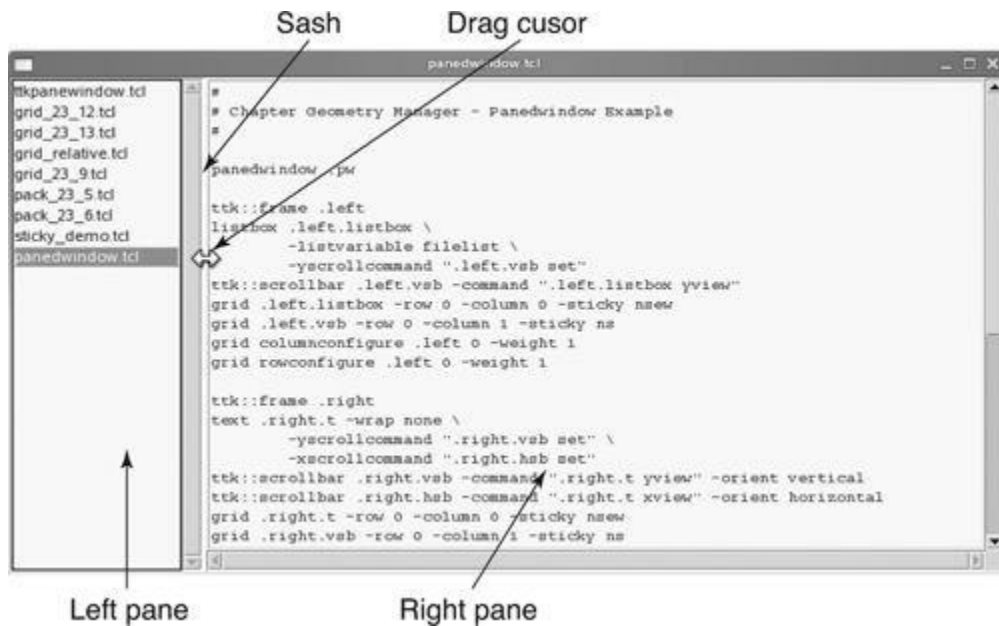 Sash
Drag cusor
panedwindow.tcl
ttkpanewindow.tcl
grid_23_12.tcl
grid_23_13.tcl
grid_relative.tcl
grid_23_9.tcl
pack_23_5.tcl
pack_23_6.tcl
sticky_demo.tcl
panedwindow.tcl
#
# Chapter Geometry Manager - Panedwindow Example
#
panedwindow .pw
ttk::frame .left
listbox .left.listbox \
-listvariable filelist \
-yscrollcommand ".left.vsb set"
ttk::scrollbar .left.vsb -command ".left.listbox yview"
grid .left.listbox -row 0 -column 0 -sticky nsew
grid .left.vsb -row 0 -column 1 -sticky ns
grid columnconfigure .left 0 -weight 1
grid rowconfigure .left 0 -weight 1
ttk::frame .right
text .right.t -wrap none \
-yscrollcommand ".right.vsb set" \
-xscrollcommand ".right.hsb set"
ttk::scrollbar .right.vsb -command ".right.t yview" -orient vertical
ttk::scrollbar .right.hsb -command ".right.t xview" -orient horizontal
grid .right.t -row 0 -column 0 -sticky nsew
grid .right.vsb -row 0 -column 1 -sticky ns
Left pane
Right pane